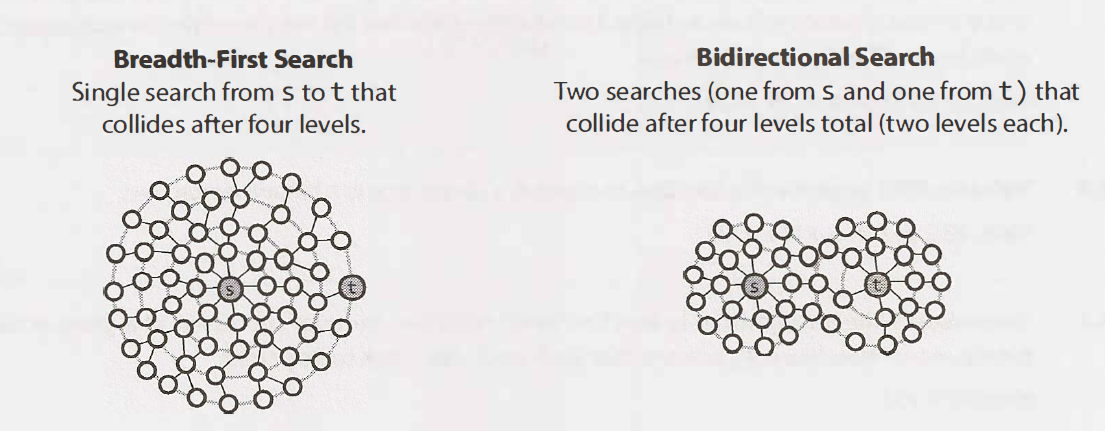 Breadth-First Search
Single search from s to t that
collides after four levels.
Bidirectional Search
Two searches (one from s and one from t) that
collide after four levels total (two levels each).
s
t
s
t